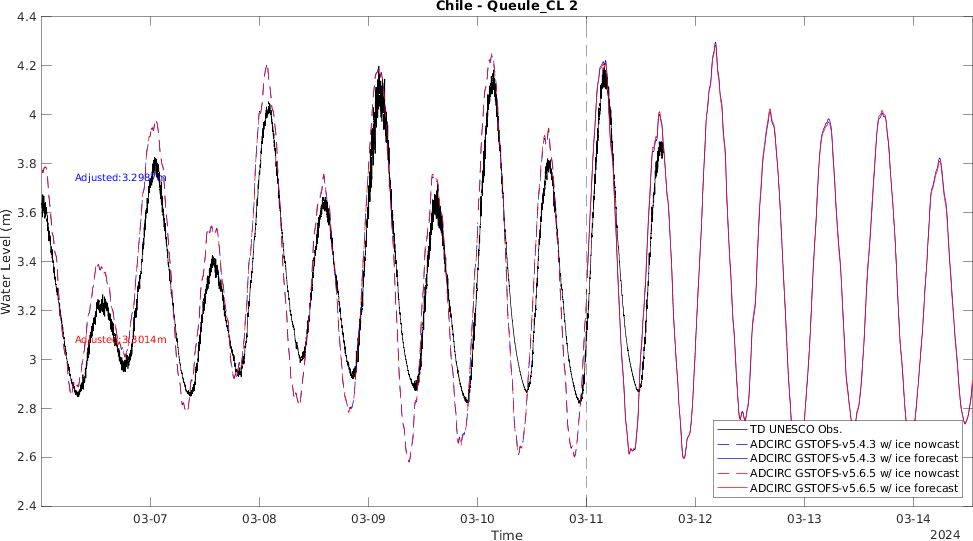 Chile - Queule_CL 2
4.4
4.2
4
3.8
3.6
3.4
3.2
3
2.8
2.6
2.4
Water Level (m)
Adjusted:3.2987m
Adjusted:3.3014m
03-07
03-08
03-09
03-10
03-11
03-12
03-13
03-14
Time
2024
TD UNESCO Obs.
ADCIRC GSTOFS-v5.4.3 w/ ice nowcast
ADCIRC GSTOFS-v5.4.3 w/ ice forecast
ADCIRC GSTOFS-v5.6.5 w/ ice nowcast
ADCIRC GSTOFS-v5.6.5 w/ ice forecast